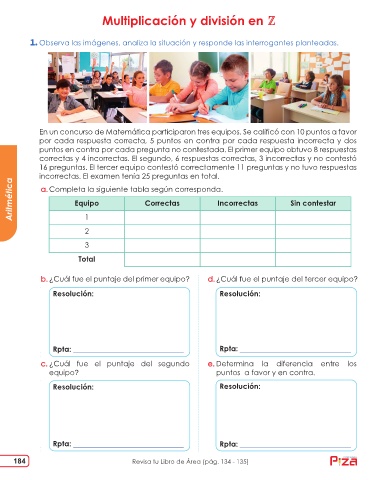 Multiplicación y división en ℤ
1. Observa las imágenes, analiza la situación y responde las interrogantes planteadas.
En un concurso de Matemática participaron tres equipos. Se calificó con 10 puntos a favor
por cada respuesta correcta, 5 puntos en contra por cada respuesta incorrecta y dos
puntos en contra por cada pregunta no contestada. El primer equipo obtuvo 8 respuestas
correctas y 4 incorrectas. El segundo, 6 respuestas correctas, 3 incorrectas y no contestó
16 preguntas. El tercer equipo contestó correctamente 11 preguntas y no tuvo respuestas
incorrectas. El examen tenía 25 preguntas en total.
Aritmética
a. Completa la siguiente tabla según corresponda.
Equipo Correctas Incorrectas Sin contestar
1
2
3
Total
b. ¿Cuál fue el puntaje del primer equipo?
Resolución:
Rpta:
d. ¿Cuál fue el puntaje del tercer equipo?
Resolución:
Rpta:
c. ¿Cuál fue el puntaje del segundo
equipo?
Resolución:
Rpta:
e. Determina la diferencia entre los
puntos a favor y en contra.
Resolución:
Rpta:
184
Revisa tu Libro de Área (pág. 134 - 135)